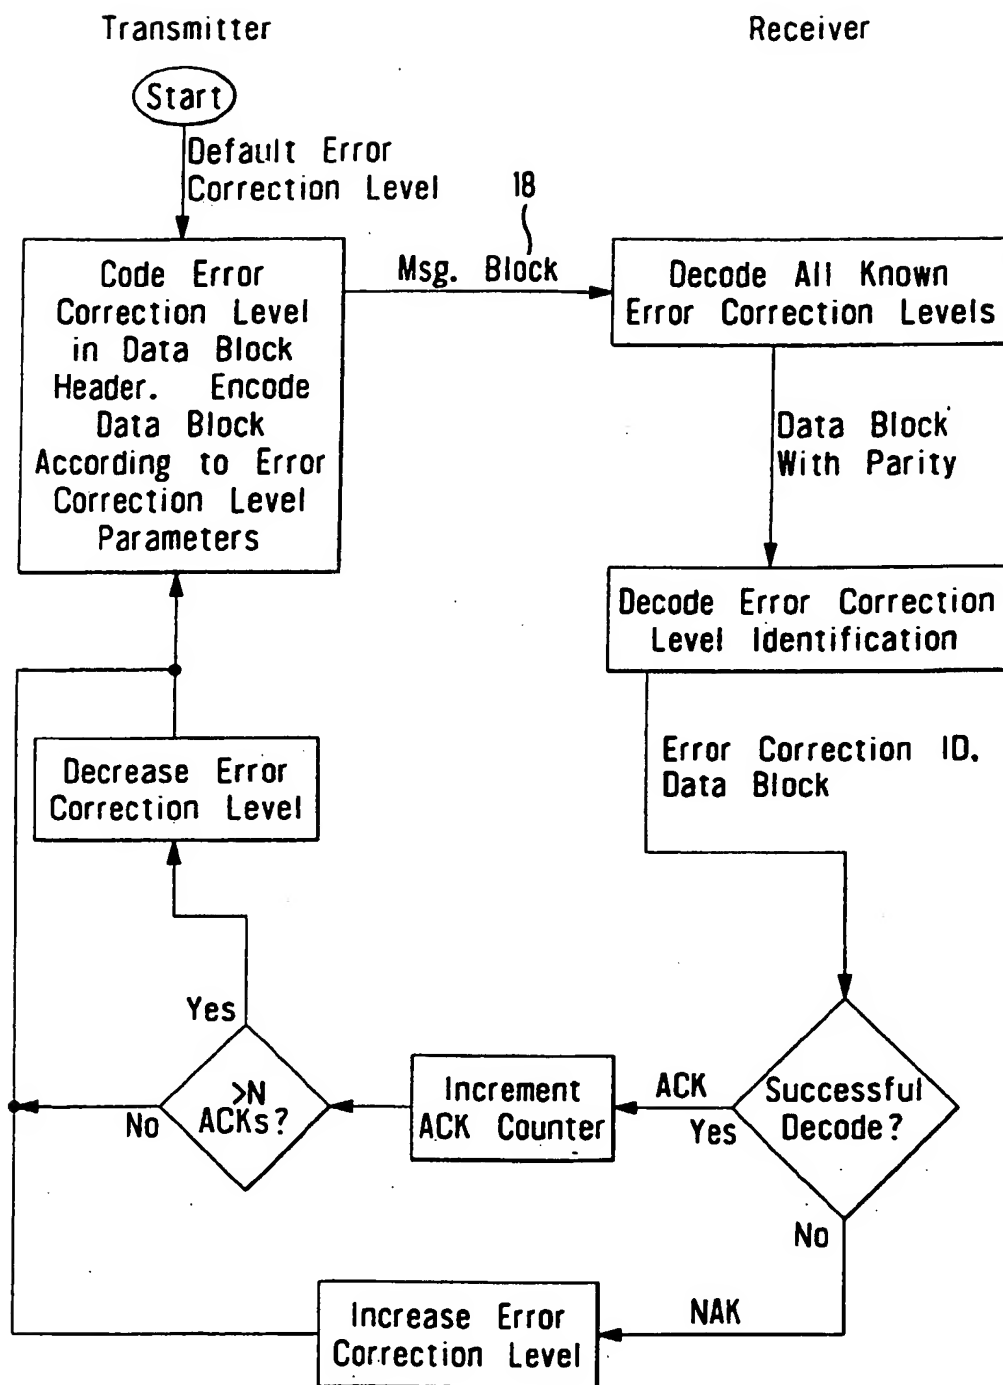 Transmitter
Receiver
Start
Default Error
Correction Level
18
Code Error
Correction Level
in Data Block
Header. Encode
Data Block
According to Error
Correction Level
Parameters
Msg. Block
Decode All Known
Error Correction Levels
Data Block
With Parity
Decode Error Correction
Level Identification
Error Correction ID,
Data Block
Decrease Error
Correction Level
Yes
>N
ACKs?
No
Increment
ACK Counter
ACK
Yes
Successful
Decode?
No
NAK
Increase Error
Correction Level